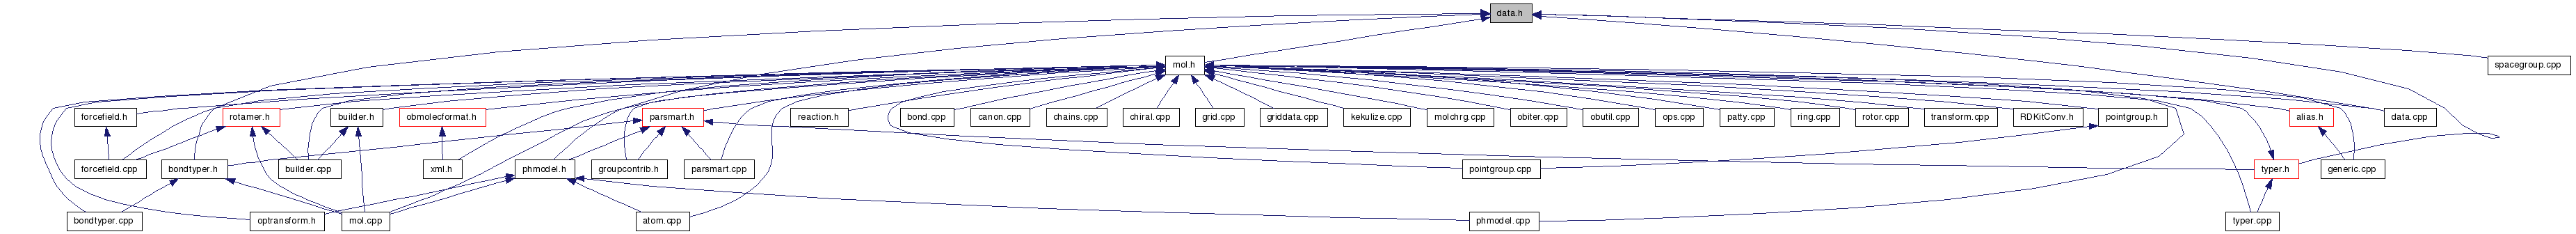 data.h
mol.h
spacegroup.cpp
forcefield.h
rotamer.h
builder.h
obmolecformat.h
parsmart.h
reaction.h
bond.cpp
canon.cpp
chains.cpp
chiral.cpp
grid.cpp
griddata.cpp
kekulize.cpp
molchrg.cpp
obiter.cpp
obutil.cpp
ops.cpp
patty.cpp
ring.cpp
rotor.cpp
transform.cpp
RDKitConv.h
pointgroup.h
alias.h
data.cpp
forcefield.cpp
bondtyper.h
builder.cpp
xml.h
phmodel.h
groupcontrib.h
parsmart.cpp
pointgroup.cpp
typer.h
generic.cpp
bondtyper.cpp
optransform.h
mol.cpp
atom.cpp
phmodel.cpp
typer.cpp